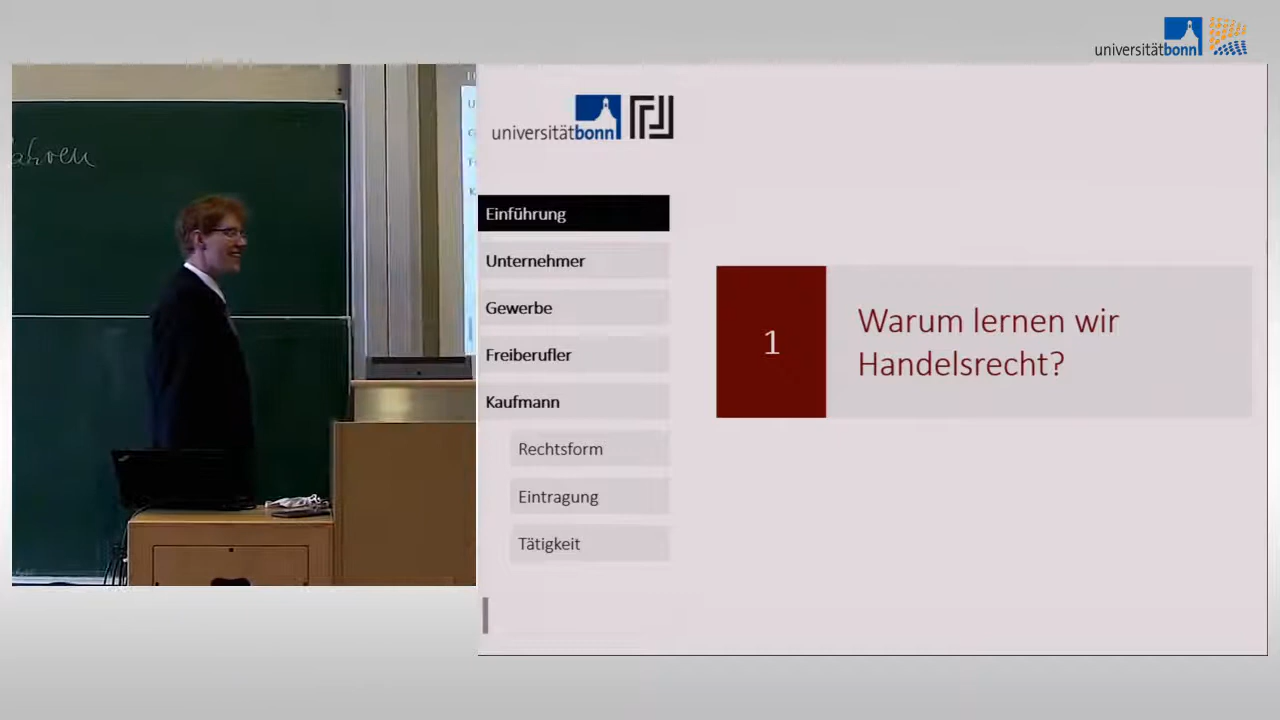 universitätbonn
universitätbonn
Einführung
Unternehmer
Gewerbe
Freiberufler
Kaufmann
Rechtsform
Eintragung
Tätigkeit
1
Warum lernen wir
Handelsrecht?